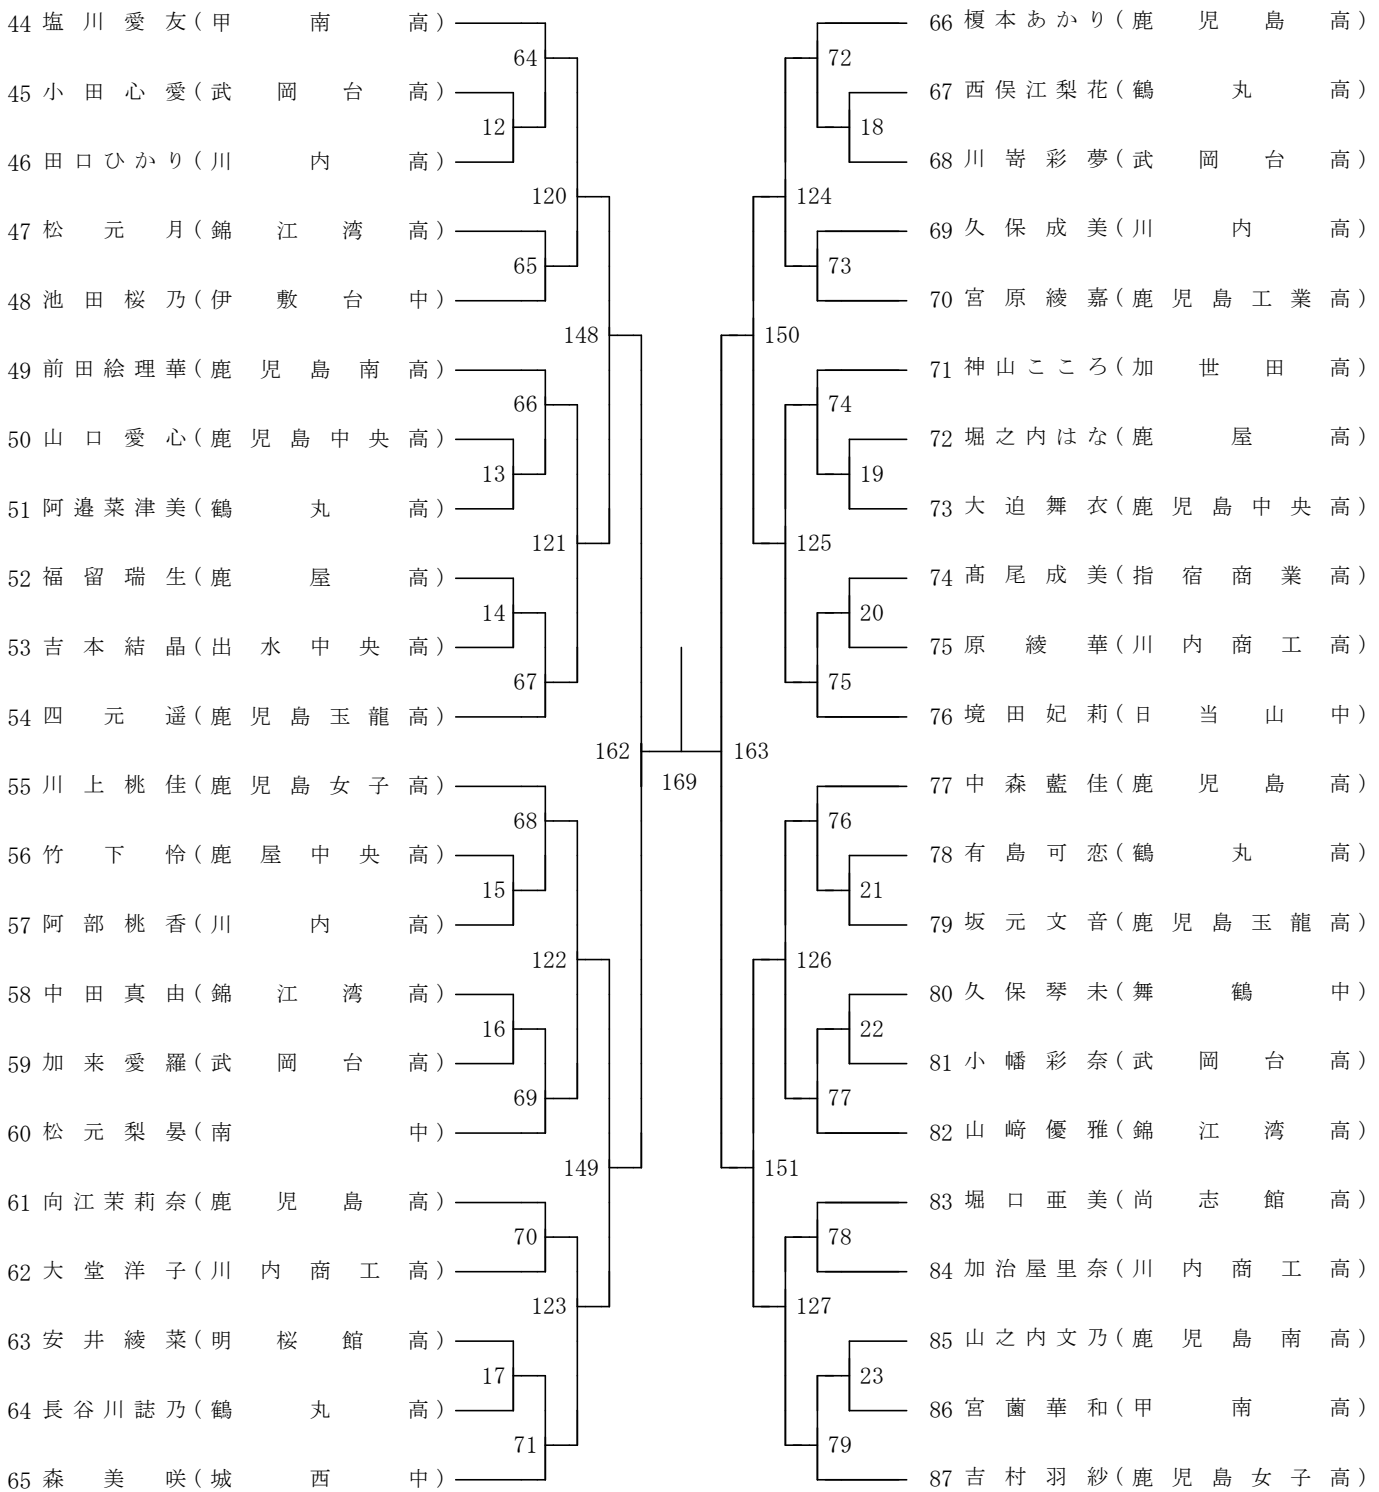 44 塩川愛友(甲南高)
64
45 小田心愛(武岡台高)
12
46 田口ひかり(川内高)
120
47 松元月(錦江湾高)
65
48 池田桜乃(伊敷台中)
148
49 前田絵理華(鹿児島南高)
66
50 山口愛心(鹿児島中央高)
13
51 阿邉菜津美(鶴丸高)
121
52 福留瑞生(鹿屋高)
14
53 吉本結晶(出水中央高)
67
54 四元遥(鹿児島玉龍高)
162
55 川上桃佳(鹿児島女子高)
68
56 竹下怜(鹿屋中央高)
15
57 阿部桃香(川内高)
122
58 中田真由(錦江湾高)
16
59 加来愛羅(武岡台高)
69
60 松元梨晏(南中)
149
61 向江茉莉奈(鹿児島高)
70
62 大堂洋子(川内商工高)
123
63 安井綾菜(明桜館高)
17
64 長谷川誌乃(鶴丸高)
71
65 森美咲(城西中)
169
66 榎本あかり(鹿児島高)
72
67 西俣江梨花(鶴丸高)
18
68 川嵜彩夢(武岡台高)
124
69 久保成美(川内高)
73
70 宮原綾嘉(鹿児島工業高)
150
71 神山こころ(加世田高)
74
72 堀之内はな(鹿屋高)
19
73 大迫舞衣(鹿児島中央高)
125
74 髙尾成美(指宿商業高)
20
75 原綾華(川内商工高)
75
76 境田妃莉(日当山中)
163
77 中森藍佳(鹿児島高)
76
78 有島可恋(鶴丸高)
21
79 坂元文音(鹿児島玉龍高)
126
80 久保琴未(舞鶴中)
22
81 小幡彩奈(武岡台高)
77
82 山﨑優雅(錦江湾高)
151
83 堀口亜美(尚志館高)
78
84 加治屋里奈(川内商工高)
127
85 山之内文乃(鹿児島南高)
23
86 宮薗華和(甲南高)
79
87 吉村羽紗(鹿児島女子高)